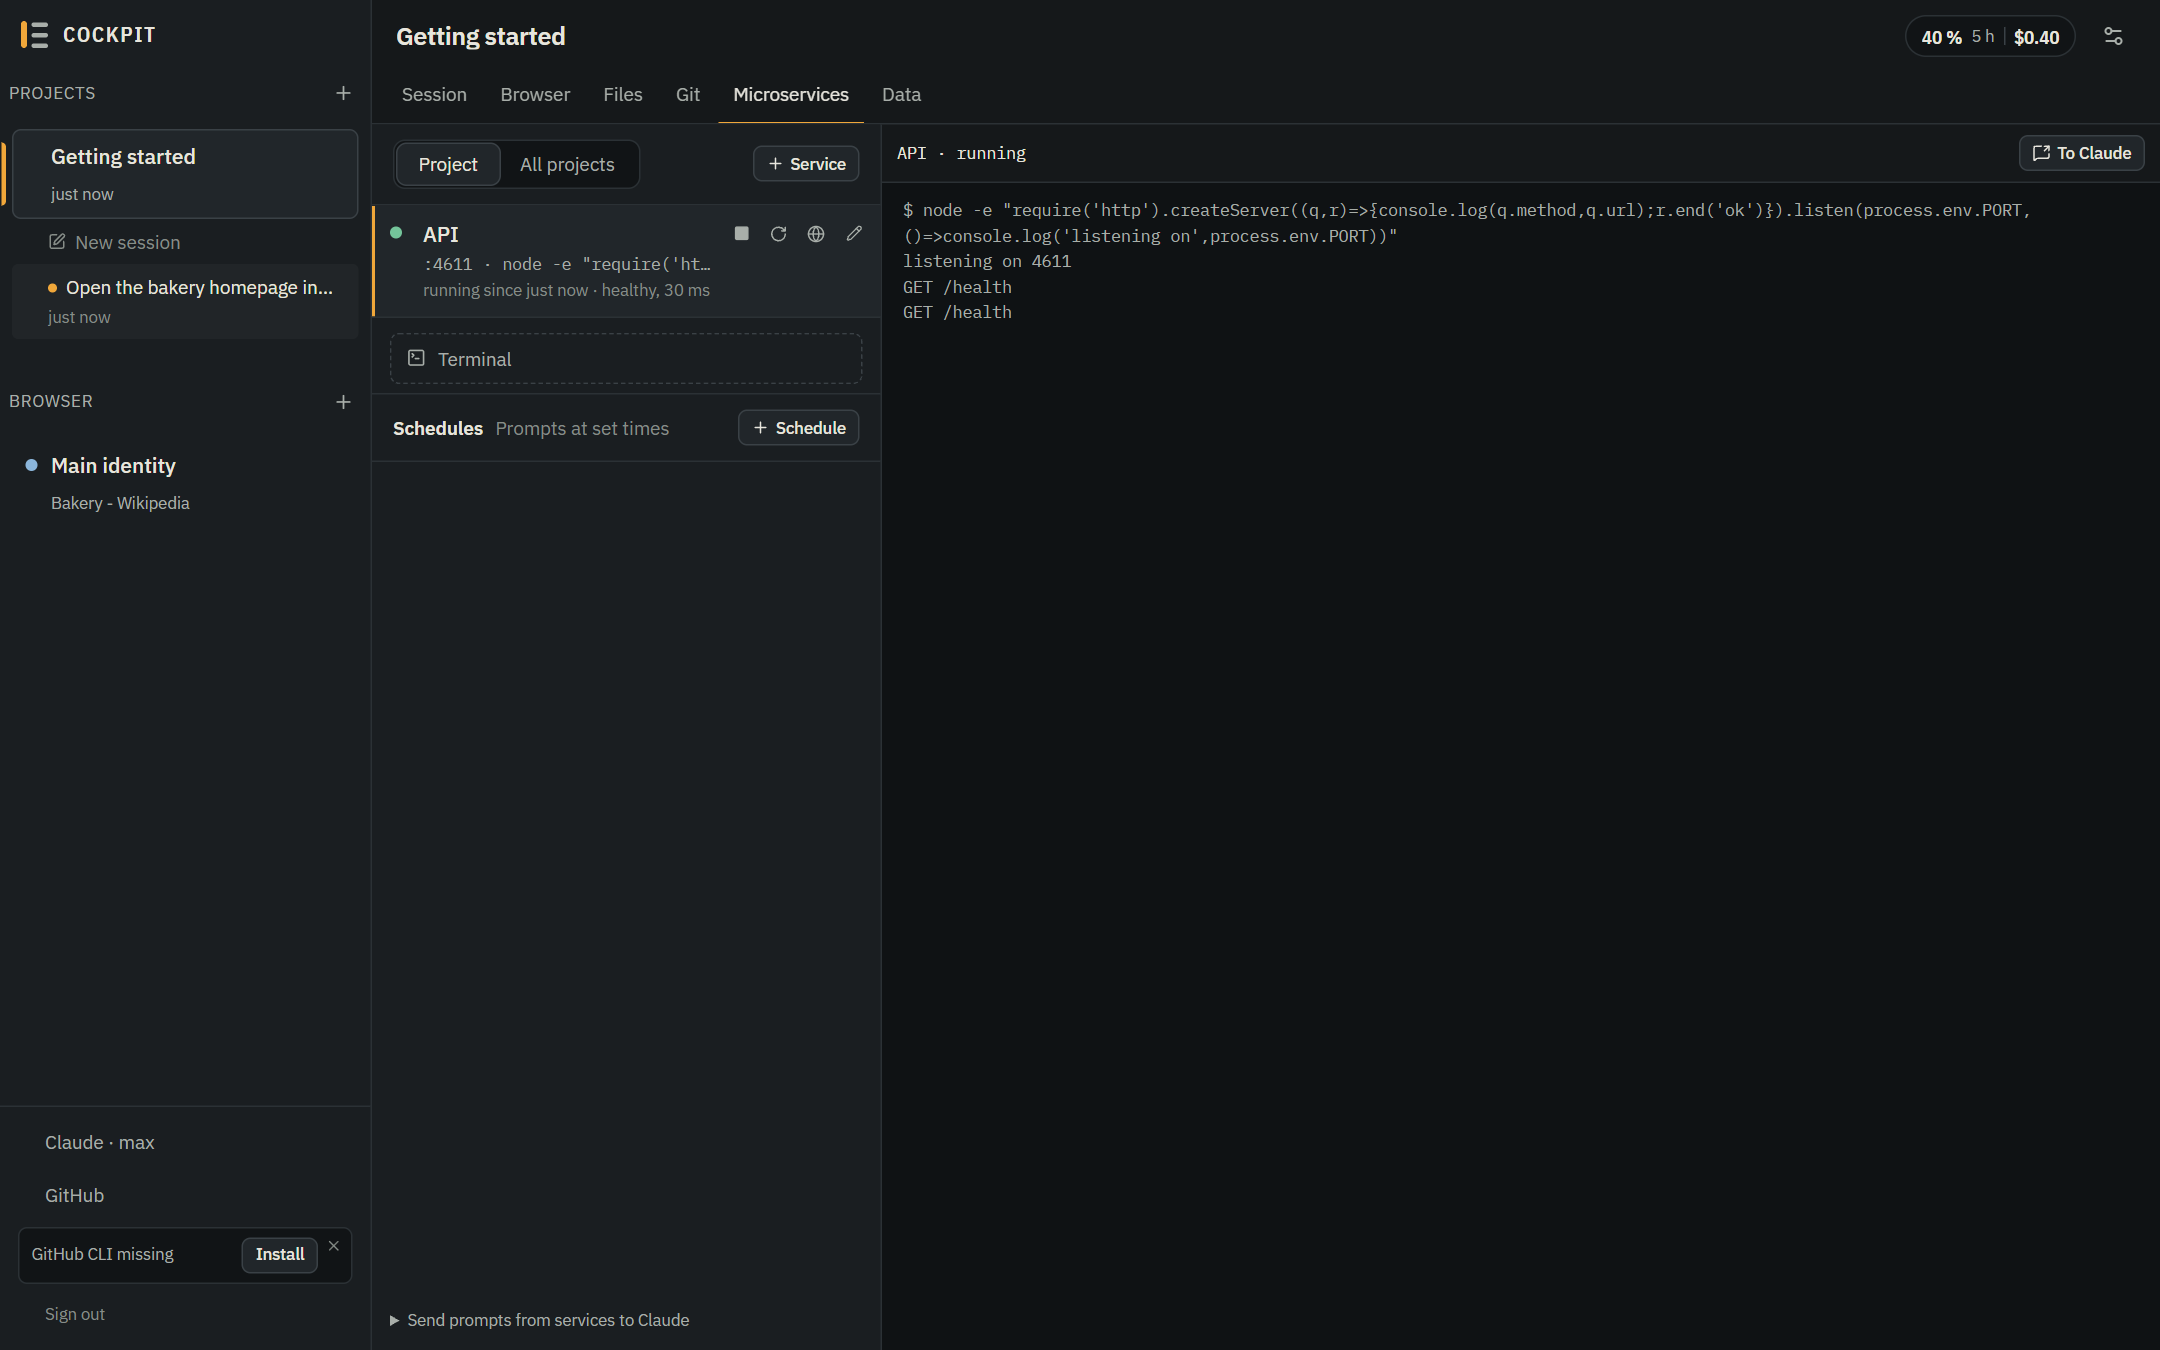 COCKPIT
PROJECTS
Getting started
just now
New session
Open the bakery homepage in...
just now
BROWSER
Main identity
Bakery - Wikipedia
Claude · max
GitHub
GitHub CLI missing
Install
Sign out
Getting started
40 % 5 h $0.40
Session Browser Files Git Microservices Data
Project All projects
Service
API
:4611 · node -e "require('ht…
running since just now · healthy, 30 ms
Terminal
Schedules Prompts at set times
Schedule
Send prompts from services to Claude
API · running
To Claude
$ node -e "require('http').createServer((q,r)=>{console.log(q.method,q.url);r.end('ok')}).listen(process.env.PORT,
()=>console.log('listening on',process.env.PORT))"
listening on 4611
GET /health
GET /health